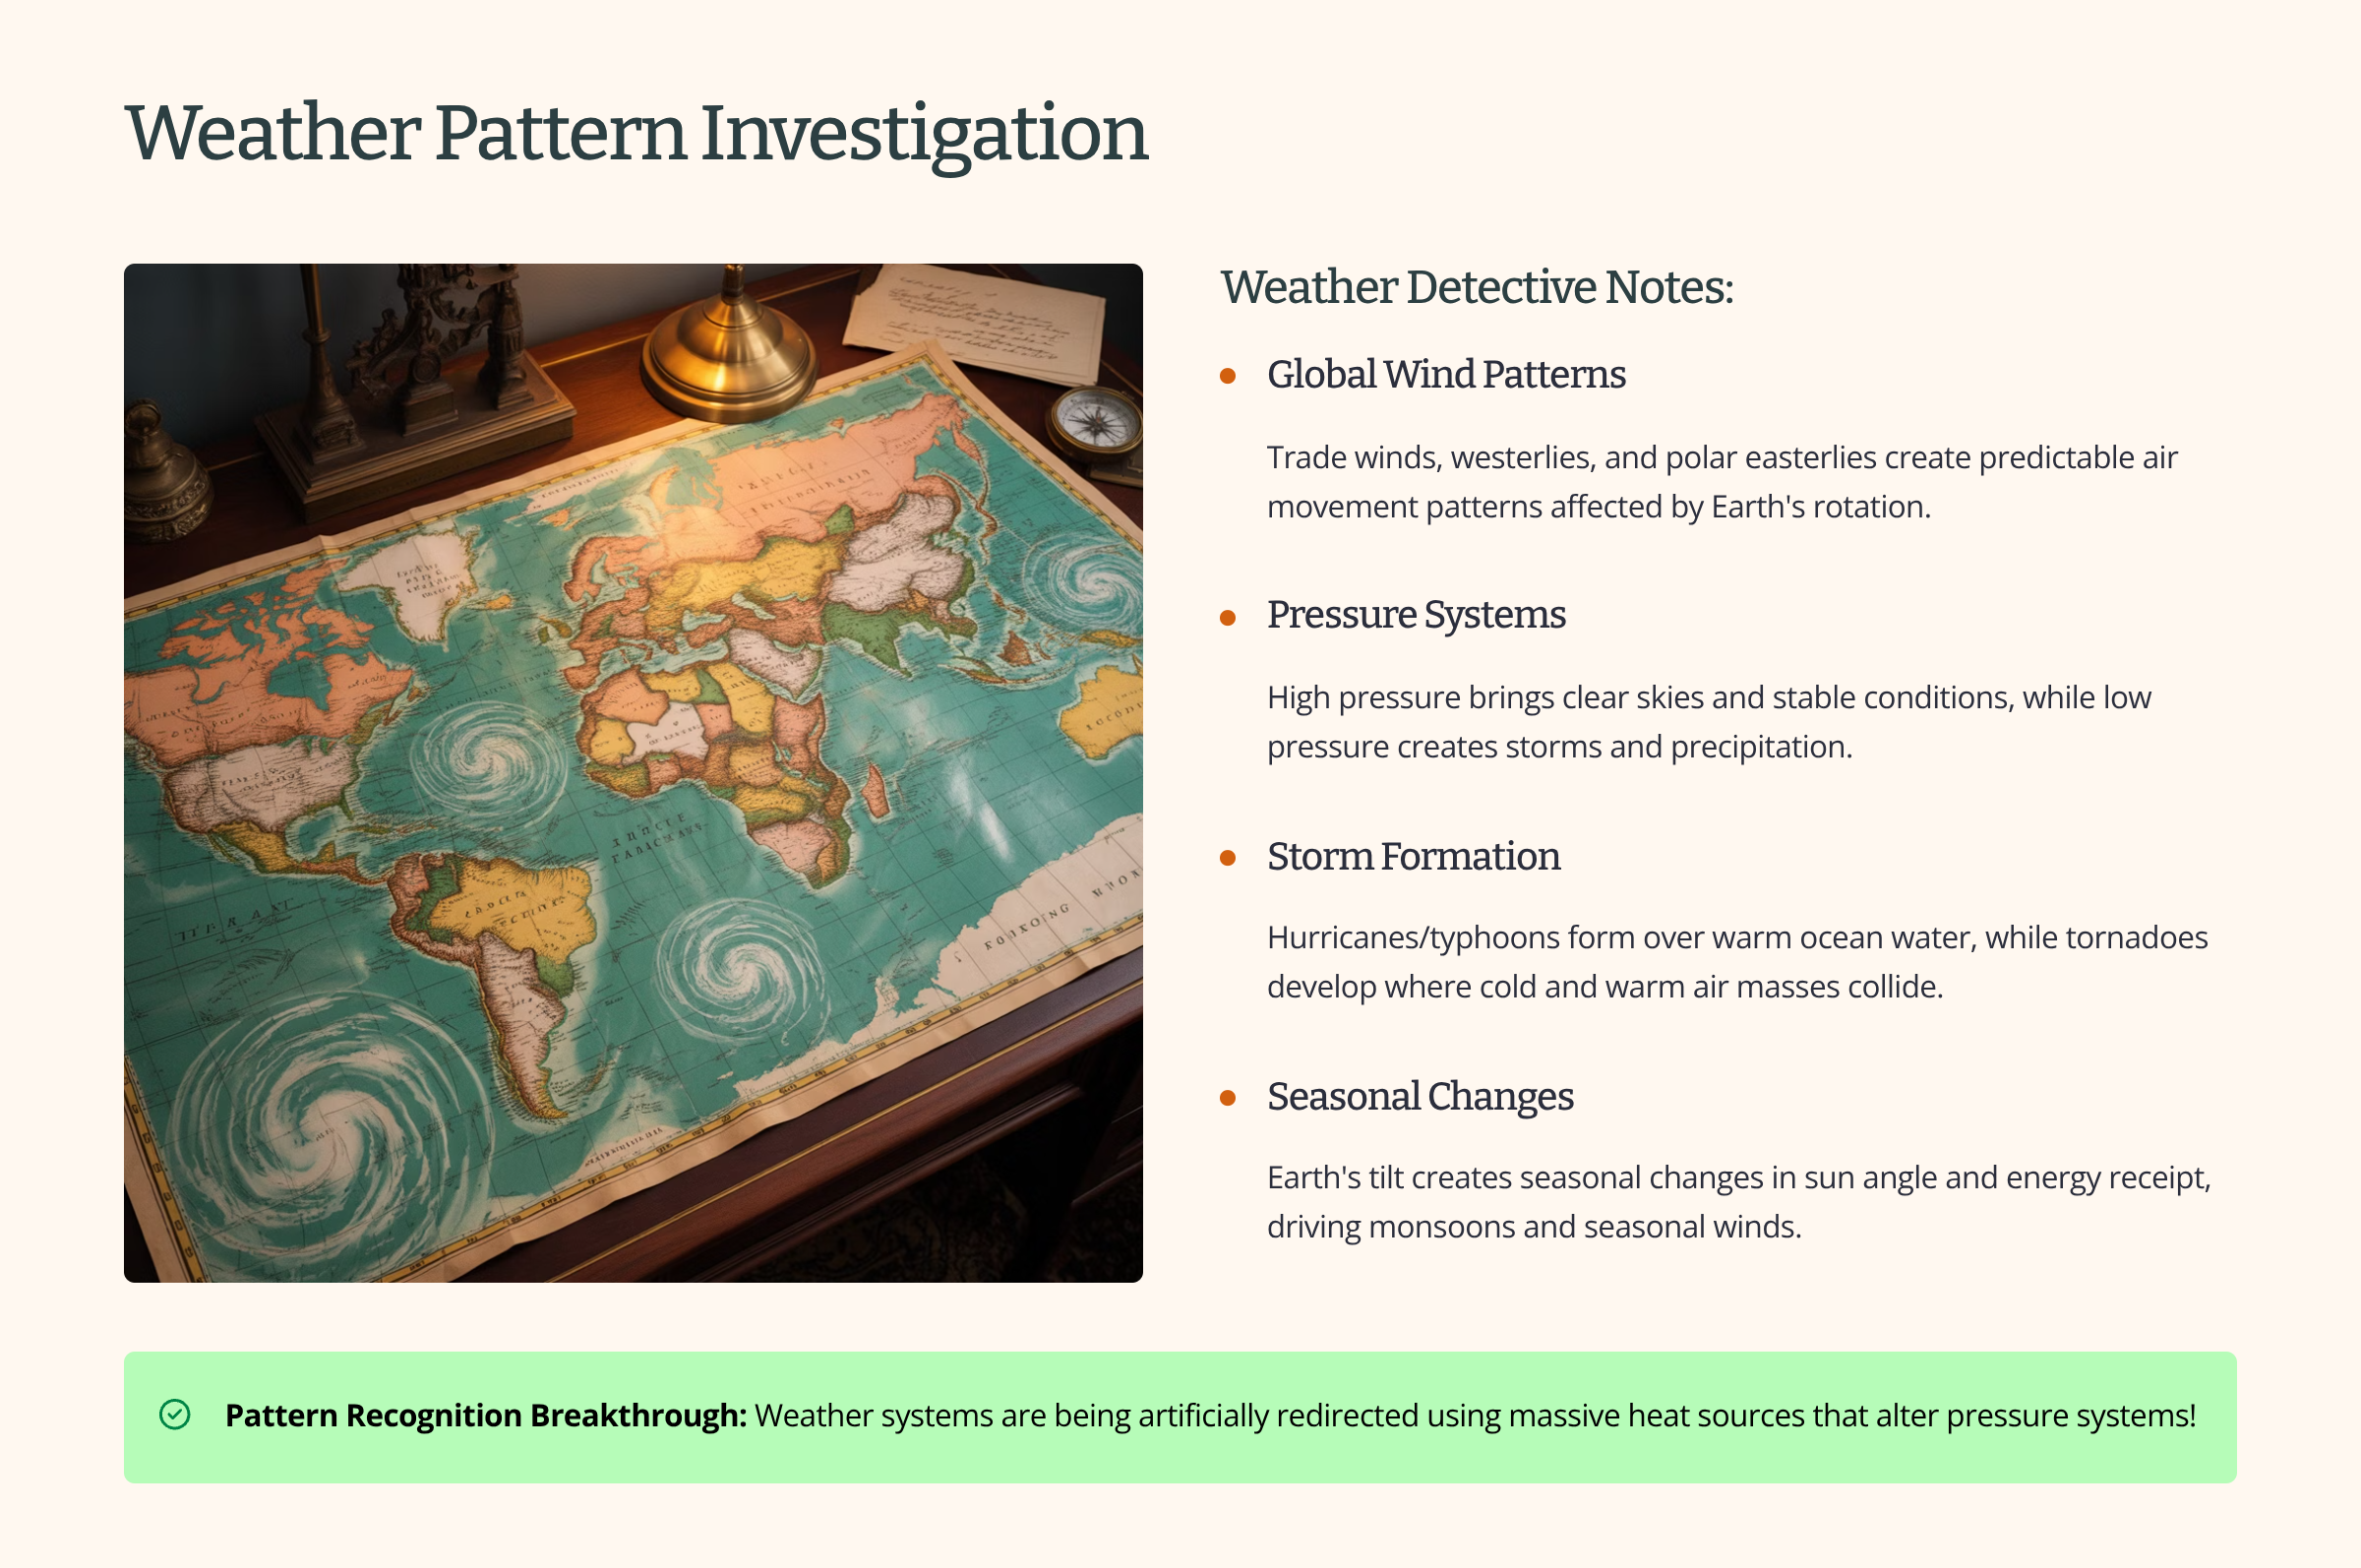 Weather Pattern Investigation
Weather Detective Notes:
Global Wind Patterns
Trade winds, westerlies, and polar easterlies create predictable air
movement patterns affected by Earth's rotation.
Pressure Systems
High pressure brings clear skies and stable conditions, while low
pressure creates storms and precipitation.
Storm Formation
Hurricanes/typhoons form over warm ocean water, while tornadoes
develop where cold and warm air masses collide.
Seasonal Changes
Earth's tilt creates seasonal changes in sun angle and energy receipt,
driving monsoons and seasonal winds.
Pattern Recognition Breakthrough: Weather systems are being artificially redirected using massive heat sources that alter pressure systems!